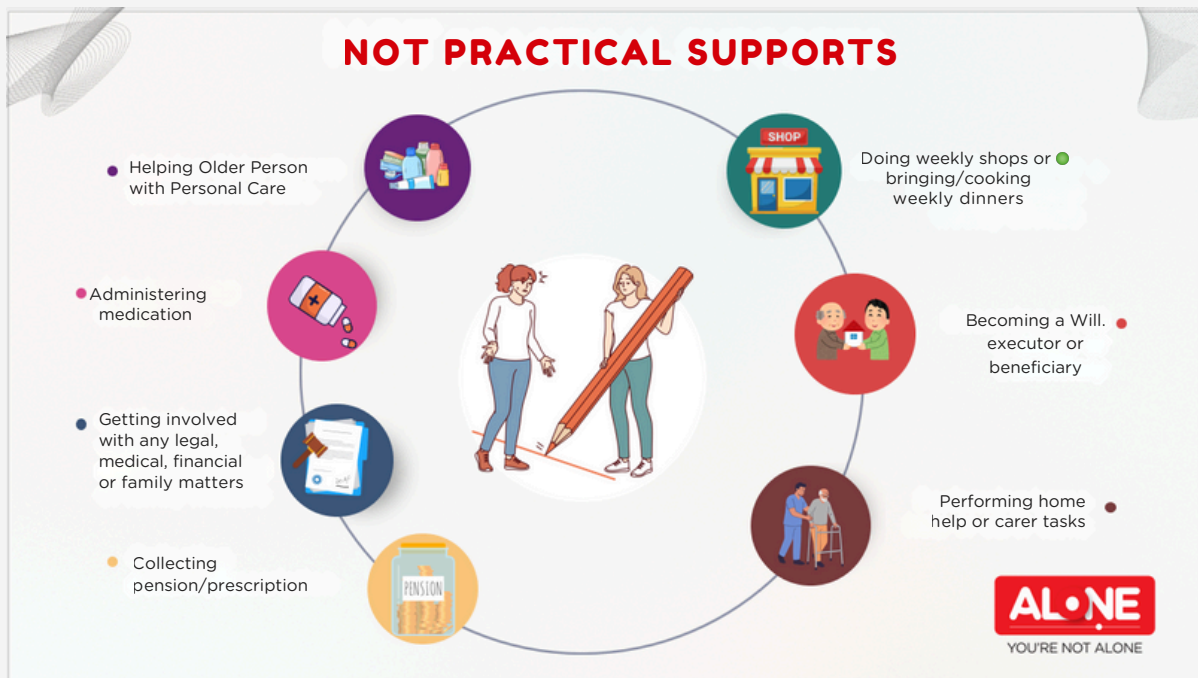 NOT PRACTICAL SUPPORTS
Helping Older Person
with Personal Care
Administering
medication
Getting involved
with any legal,
medical, financial
or family matters
Collecting
pension/prescription
PENSION
SHOP
Doing weekly shops or
bringing/cooking
weekly dinners
Becoming a Will.
executor or
beneficiary
Performing home
help or carer tasks
ALONE
YOU'RE NOT ALONE